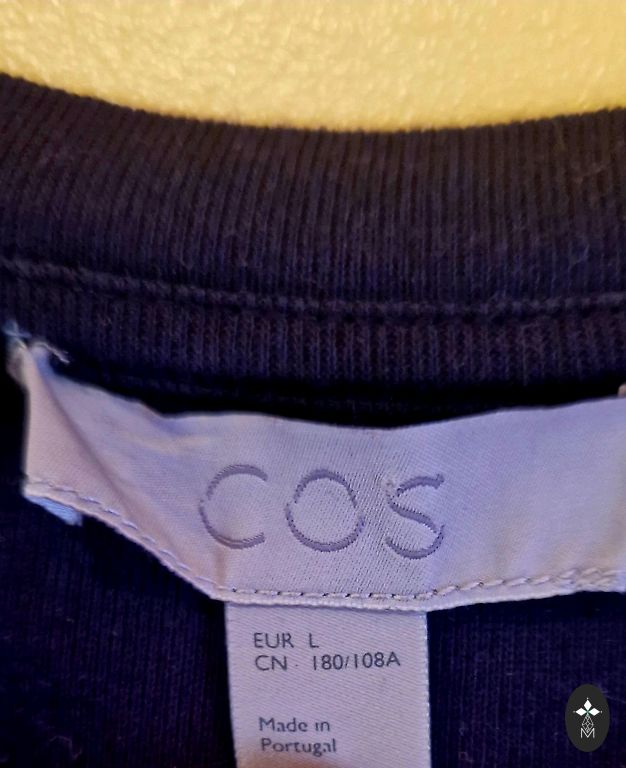 COS
EUR L
CN · 180/108A
Made in
Portugal
M